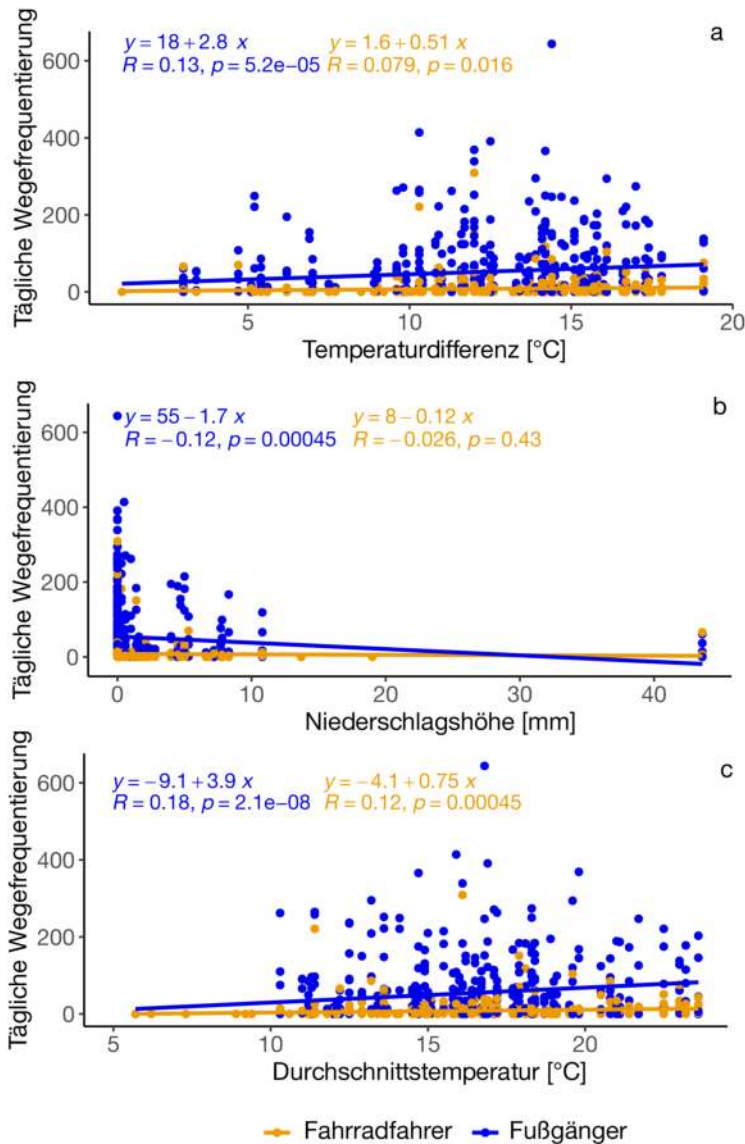 a
y = 18 + 2.8 x
y = 1.6 + 0.51 x
R = 0.13, p = 5.2e−05
R = 0.079, p = 0.016
Tägliche Wegefrequentierung
600
400
200
0
5
10
15
20
Temperaturdifferenz [°C]
b
y = 55 − 1.7 x
y = 8 − 0.12 x
R = −0.12, p = 0.00045
R = −0.026, p = 0.43
Tägliche Wegefrequentierung
600
400
200
0
0
10
20
30
40
Niederschlagshöhe [mm]
c
y = −9.1 + 3.9 x
y = −4.1 + 0.75 x
R = 0.18, p = 2.1e−08
R = 0.12, p = 0.00045
Tägliche Wegefrequentierung
600
400
200
0
5
10
15
20
Durchschnittstemperatur [°C]
Fahrradfahrer
Fußgänger